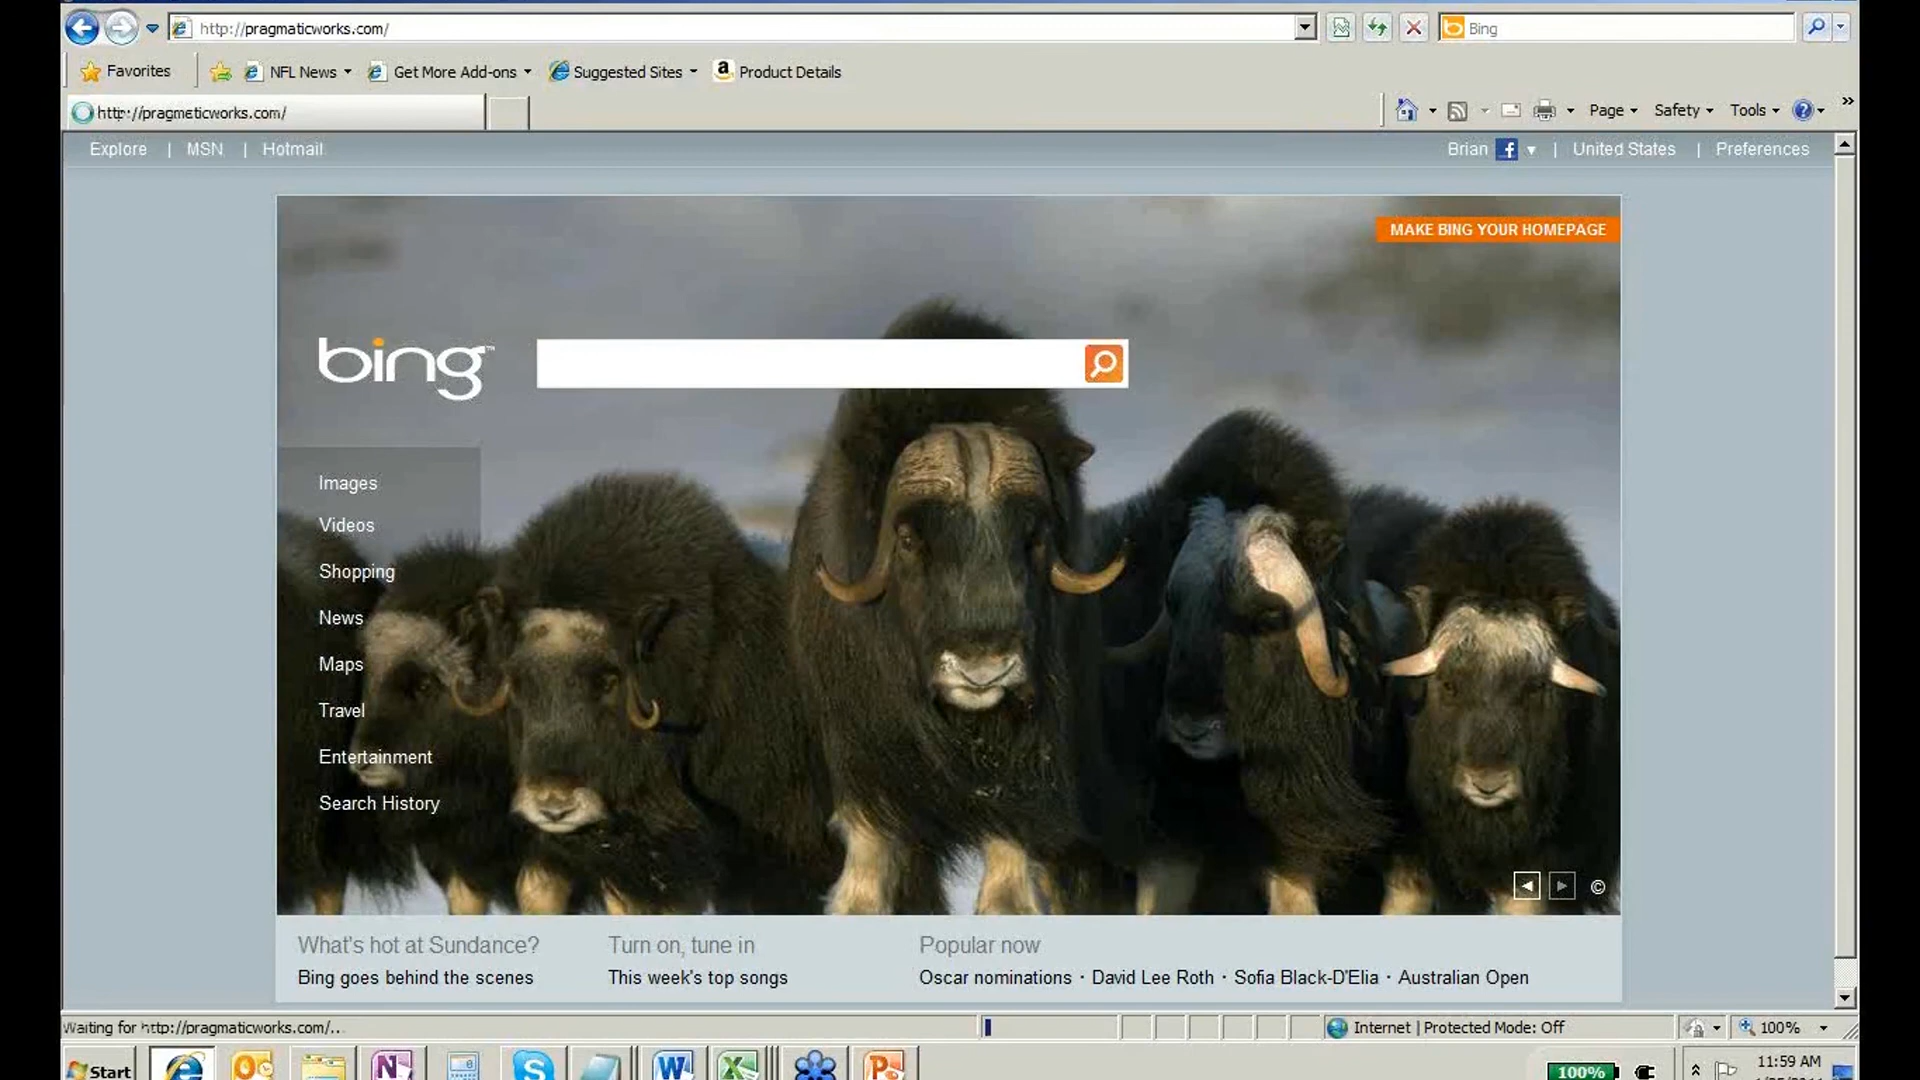 http://pragmaticworks.com/
Bing
Favorites
NFL News
Get More Add-ons
Suggested Sites
Product Details
http://pragmaticworks.com/
Page
Safety
Tools
Explore | MSN | Hotmail
Brian | United States | Preferences
MAKE BING YOUR HOMEPAGE
bing™
Images
Videos
Shopping
News
Maps
Travel
Entertainment
Search History
©
What's hot at Sundance?
Bing goes behind the scenes
Turn on, tune in
This week's top songs
Popular now
Oscar nominations · David Lee Roth · Sofia Black-D'Elia · Australian Open
Waiting for http://pragmaticworks.com/...
Internet | Protected Mode: Off
100%
Start
100%
11:59 AM